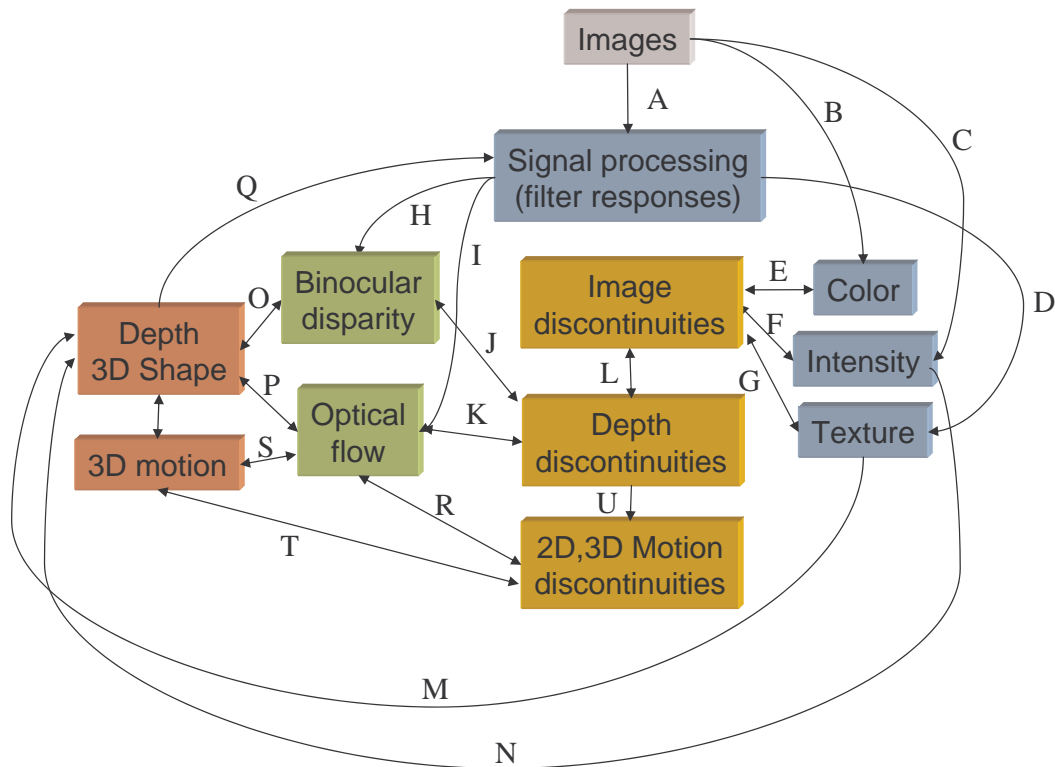 Images
A
B
C
Signal processing
(filter responses)
Q
H
I
Binocular
disparity
Image
discontinuities
E
Color
D
O
Depth
3D Shape
J
F
Intensity
L
G
P
Optical
flow
K
Depth
discontinuities
Texture
S
3D motion
R
U
T
2D,3D Motion
discontinuities
M
N